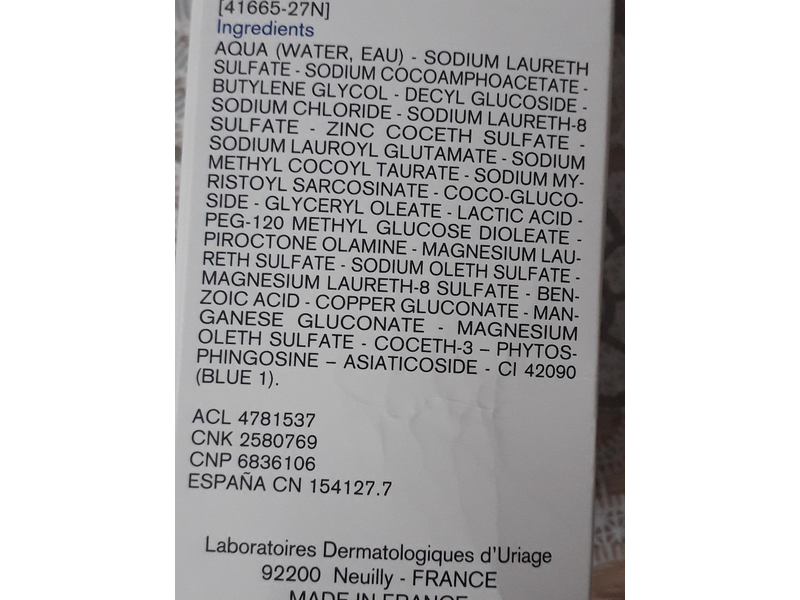 [41665-27N]
Ingredients
AQUA (WATER, EAU) - SODIUM LAURETH
SULFATE - SODIUM COCOAMPHOACETATE -
BUTYLENE GLYCOL - DECYL GLUCOSIDE -
SODIUM CHLORIDE - SODIUM LAURETH-8
SULFATE - ZINC COCETH SULFATE -
SODIUM LAUROYL GLUTAMATE - SODIUM
METHYL COCOYL TAURATE - SODIUM MY-
RISTOYL SARCOSINATE - COCO-GLUCO-
SIDE - GLYCERYL OLEATE - LACTIC ACID -
PEG-120 METHYL GLUCOSE DIOLEATE -
PIROCTONE OLAMINE - MAGNESIUM LAU-
RETH SULFATE - SODIUM OLETH SULFATE -
MAGNESIUM LAURETH-8 SULFATE - BEN-
ZOIC ACID - COPPER GLUCONATE - MAN-
GANESE GLUCONATE - MAGNESIUM
OLETH SULFATE - COCETH-3 – PHYTOS-
PHINGOSINE – ASIATICOSIDE - CI 42090
(BLUE 1).
ACL 4781537
CNK 2580769
CNP 6836106
ESPAÑA CN 154127.7
Laboratoires Dermatologiques d'Uriage
92200 Neuilly - FRANCE
MADE IN FRANCE